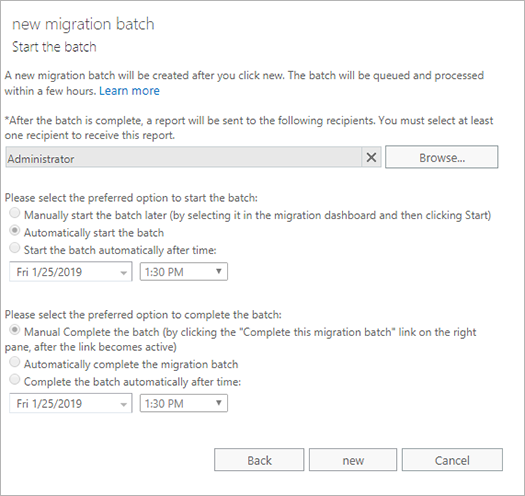 new migration batch
Start the batch
A new migration batch will be created after you click new. The batch will be queued and processed
within a few hours. Learn more
*After the batch is complete, a report will be sent to the following recipients. You must select at least
one recipient to receive this report.
Administrator
Browse...
Please select the preferred option to start the batch:
Manually start the batch later (by selecting it in the migration dashboard and then clicking Start)
Automatically start the batch
Start the batch automatically after time:
Fri 1/25/2019 1:30 PM
Please select the preferred option to complete the batch:
Manual Complete the batch (by clicking the "Complete this migration batch" link on the right
pane, after the link becomes active)
Automatically complete the migration batch
Complete the batch automatically after time:
Fri 1/25/2019 1:30 PM
Back new Cancel